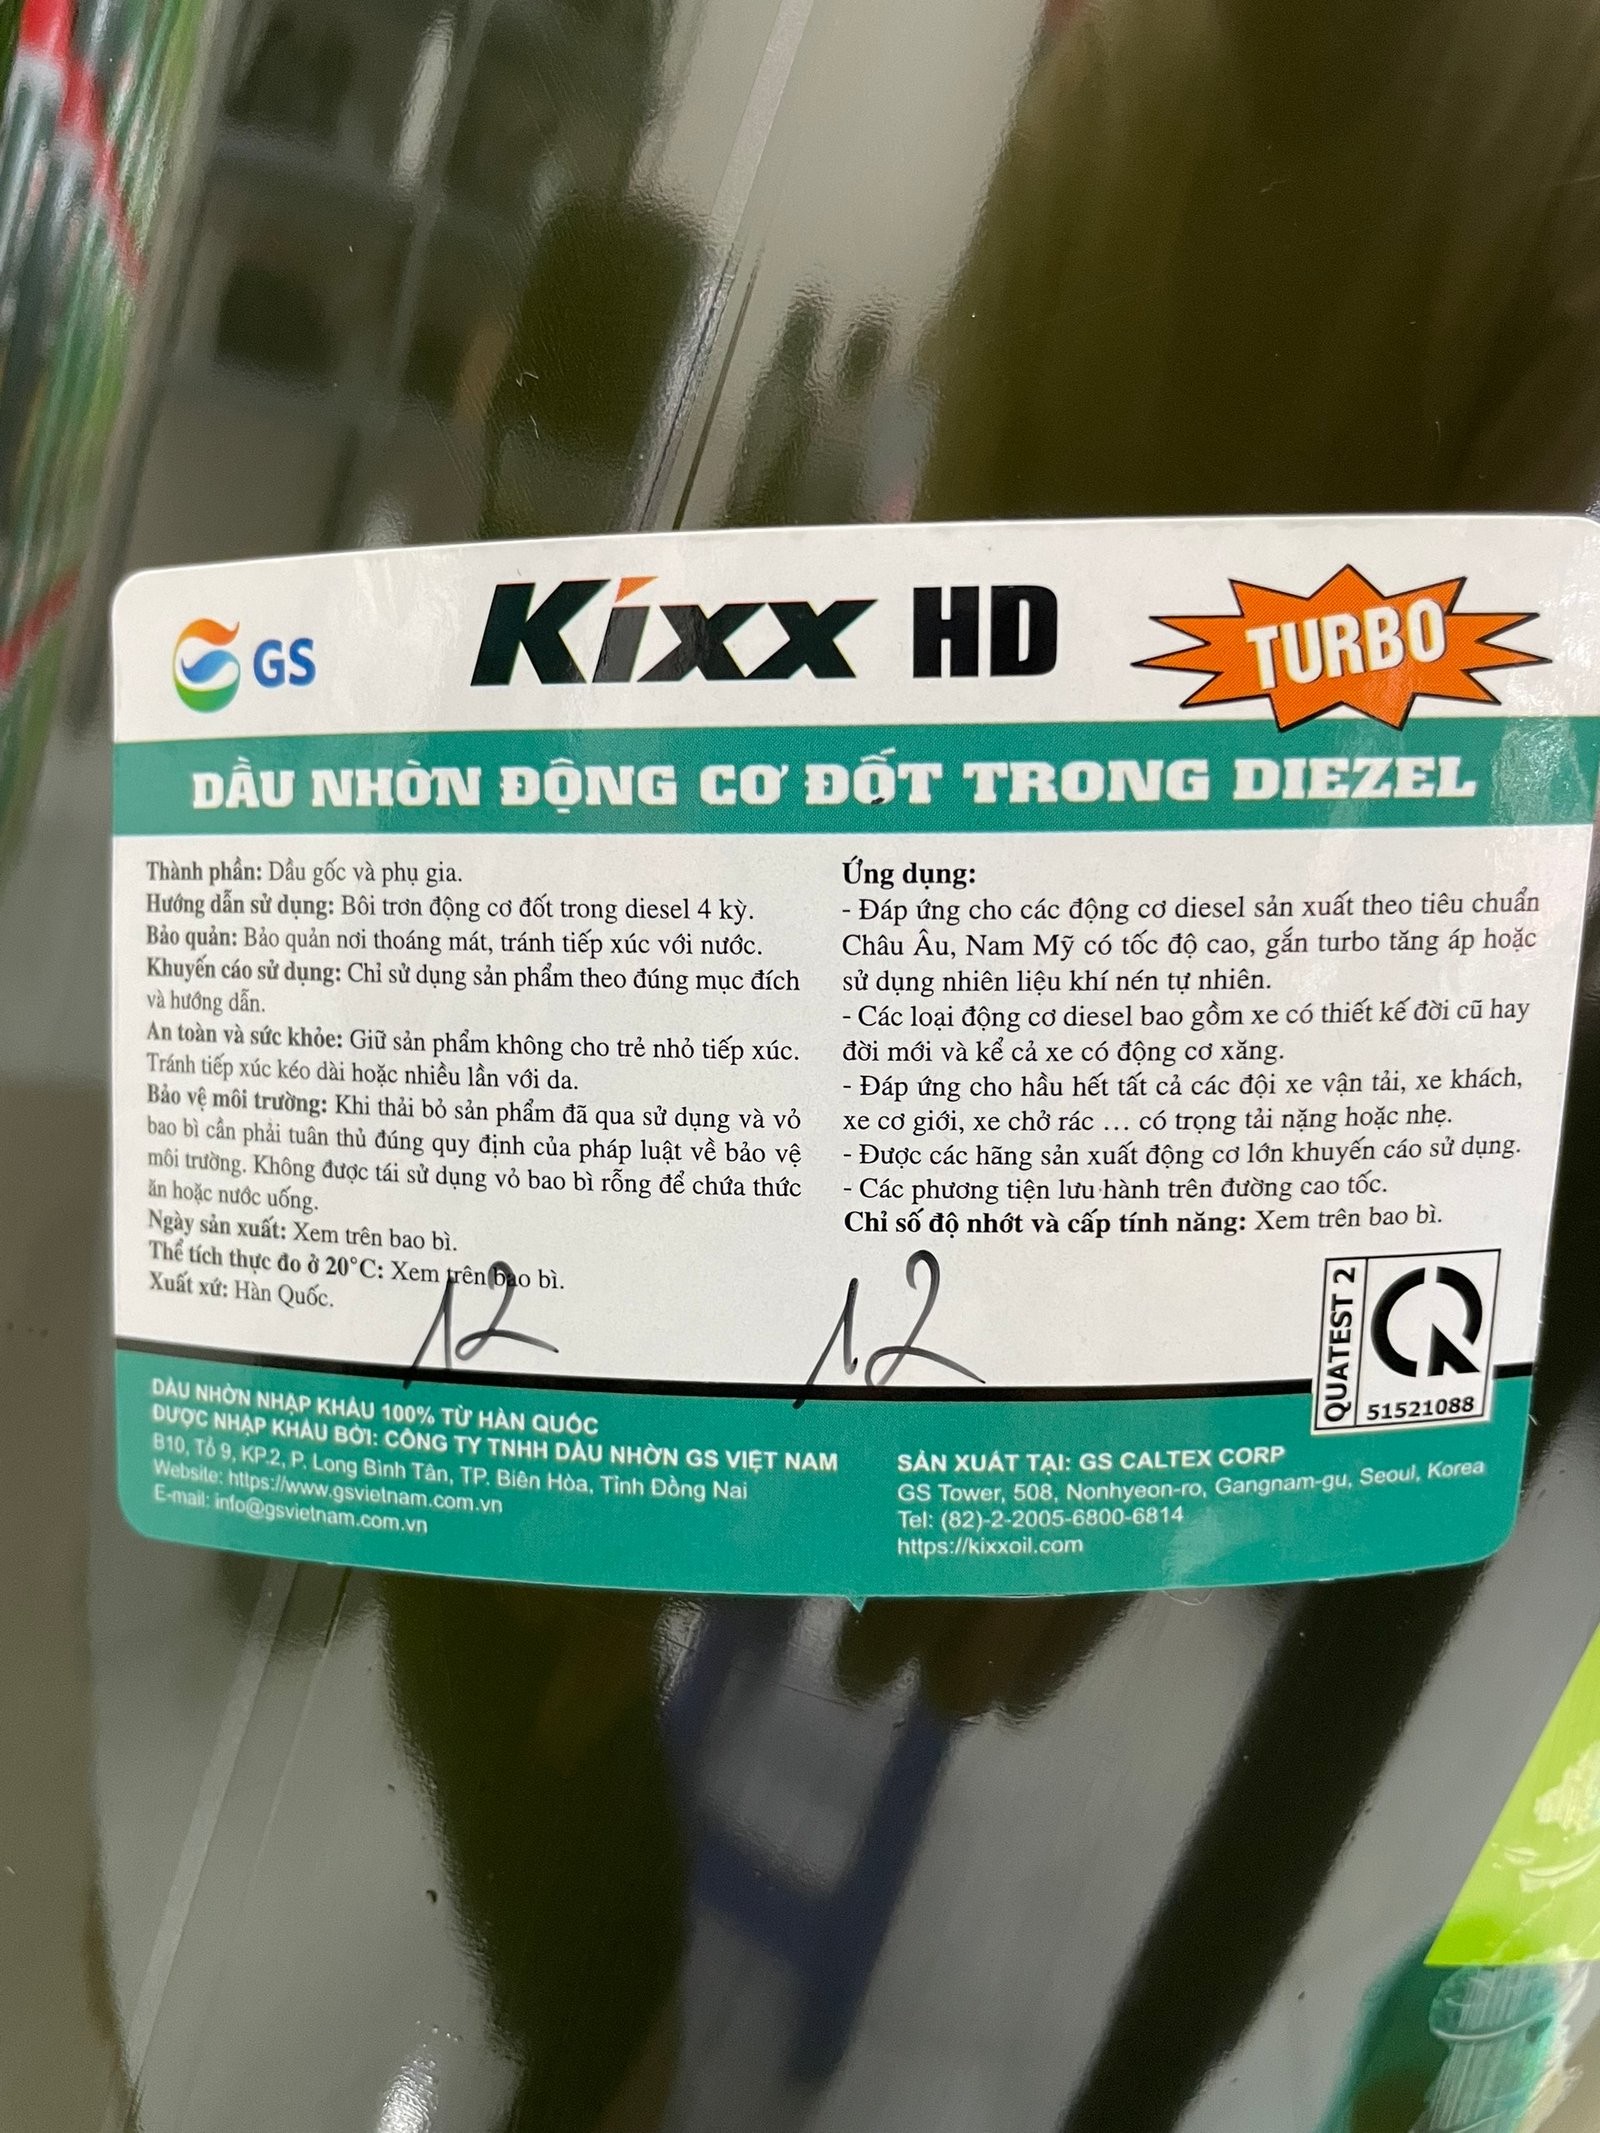 GS
Kixx HD
TURBO
DẦU NHỜN ĐỘNG CƠ ĐỐT TRONG DIEZEL
Thành phần: Dầu gốc và phụ gia.
Hướng dẫn sử dụng: Bôi trơn động cơ đốt trong diesel 4 kỳ.
Bảo quản: Bảo quản nơi thoáng mát, tránh tiếp xúc với nước.
Khuyến cáo sử dụng: Chỉ sử dụng sản phẩm theo đúng mục đích
và hướng dẫn.
An toàn và sức khỏe: Giữ sản phẩm không cho trẻ nhỏ tiếp xúc.
Tránh tiếp xúc kéo dài hoặc nhiều lần với da.
Bảo vệ môi trường: Khi thải bỏ sản phẩm đã qua sử dụng và vỏ
bao bì cần phải tuân thủ đúng quy định của pháp luật về bảo vệ
môi trường. Không được tái sử dụng vỏ bao bì rỗng để chứa thức
ăn hoặc nước uống.
Ngày sản xuất: Xem trên bao bì.
Thể tích thực đo ở 20°C: Xem trên bao bì.
Xuất xứ: Hàn Quốc.
Ứng dụng:
- Đáp ứng cho các động cơ diesel sản xuất theo tiêu chuẩn
Châu Âu, Nam Mỹ có tốc độ cao, gắn turbo tăng áp hoặc
sử dụng nhiên liệu khí nén tự nhiên.
- Các loại động cơ diesel bao gồm xe có thiết kế đời cũ hay
đời mới và kể cả xe có động cơ xăng.
- Đáp ứng cho hầu hết tất cả các đội xe vận tải, xe khách,
xe cơ giới, xe chở rác ... có trọng tải nặng hoặc nhẹ.
- Được các hãng sản xuất động cơ lớn khuyến cáo sử dụng.
- Các phương tiện lưu hành trên đường cao tốc.
Chỉ số độ nhớt và cấp tính năng: Xem trên bao bì.
12
12
QUATEST 2
51521088
DẦU NHỜN NHẬP KHẨU 100% TỪ HÀN QUỐC
ĐƯỢC NHẬP KHẨU BỞI: CÔNG TY TNHH DẦU NHỜN GS VIỆT NAM
B10, Tổ 9, KP.2, P. Long Bình Tân, TP. Biên Hòa, Tỉnh Đồng Nai
Website: https://www.gsvietnam.com.vn
E-mail: info@gsvietnam.com.vn
SẢN XUẤT TẠI: GS CALTEX CORP
GS Tower, 508, Nonhyeon-ro, Gangnam-gu, Seoul, Korea
Tel: (82)-2-2005-6800-6814
https://kixxoil.com